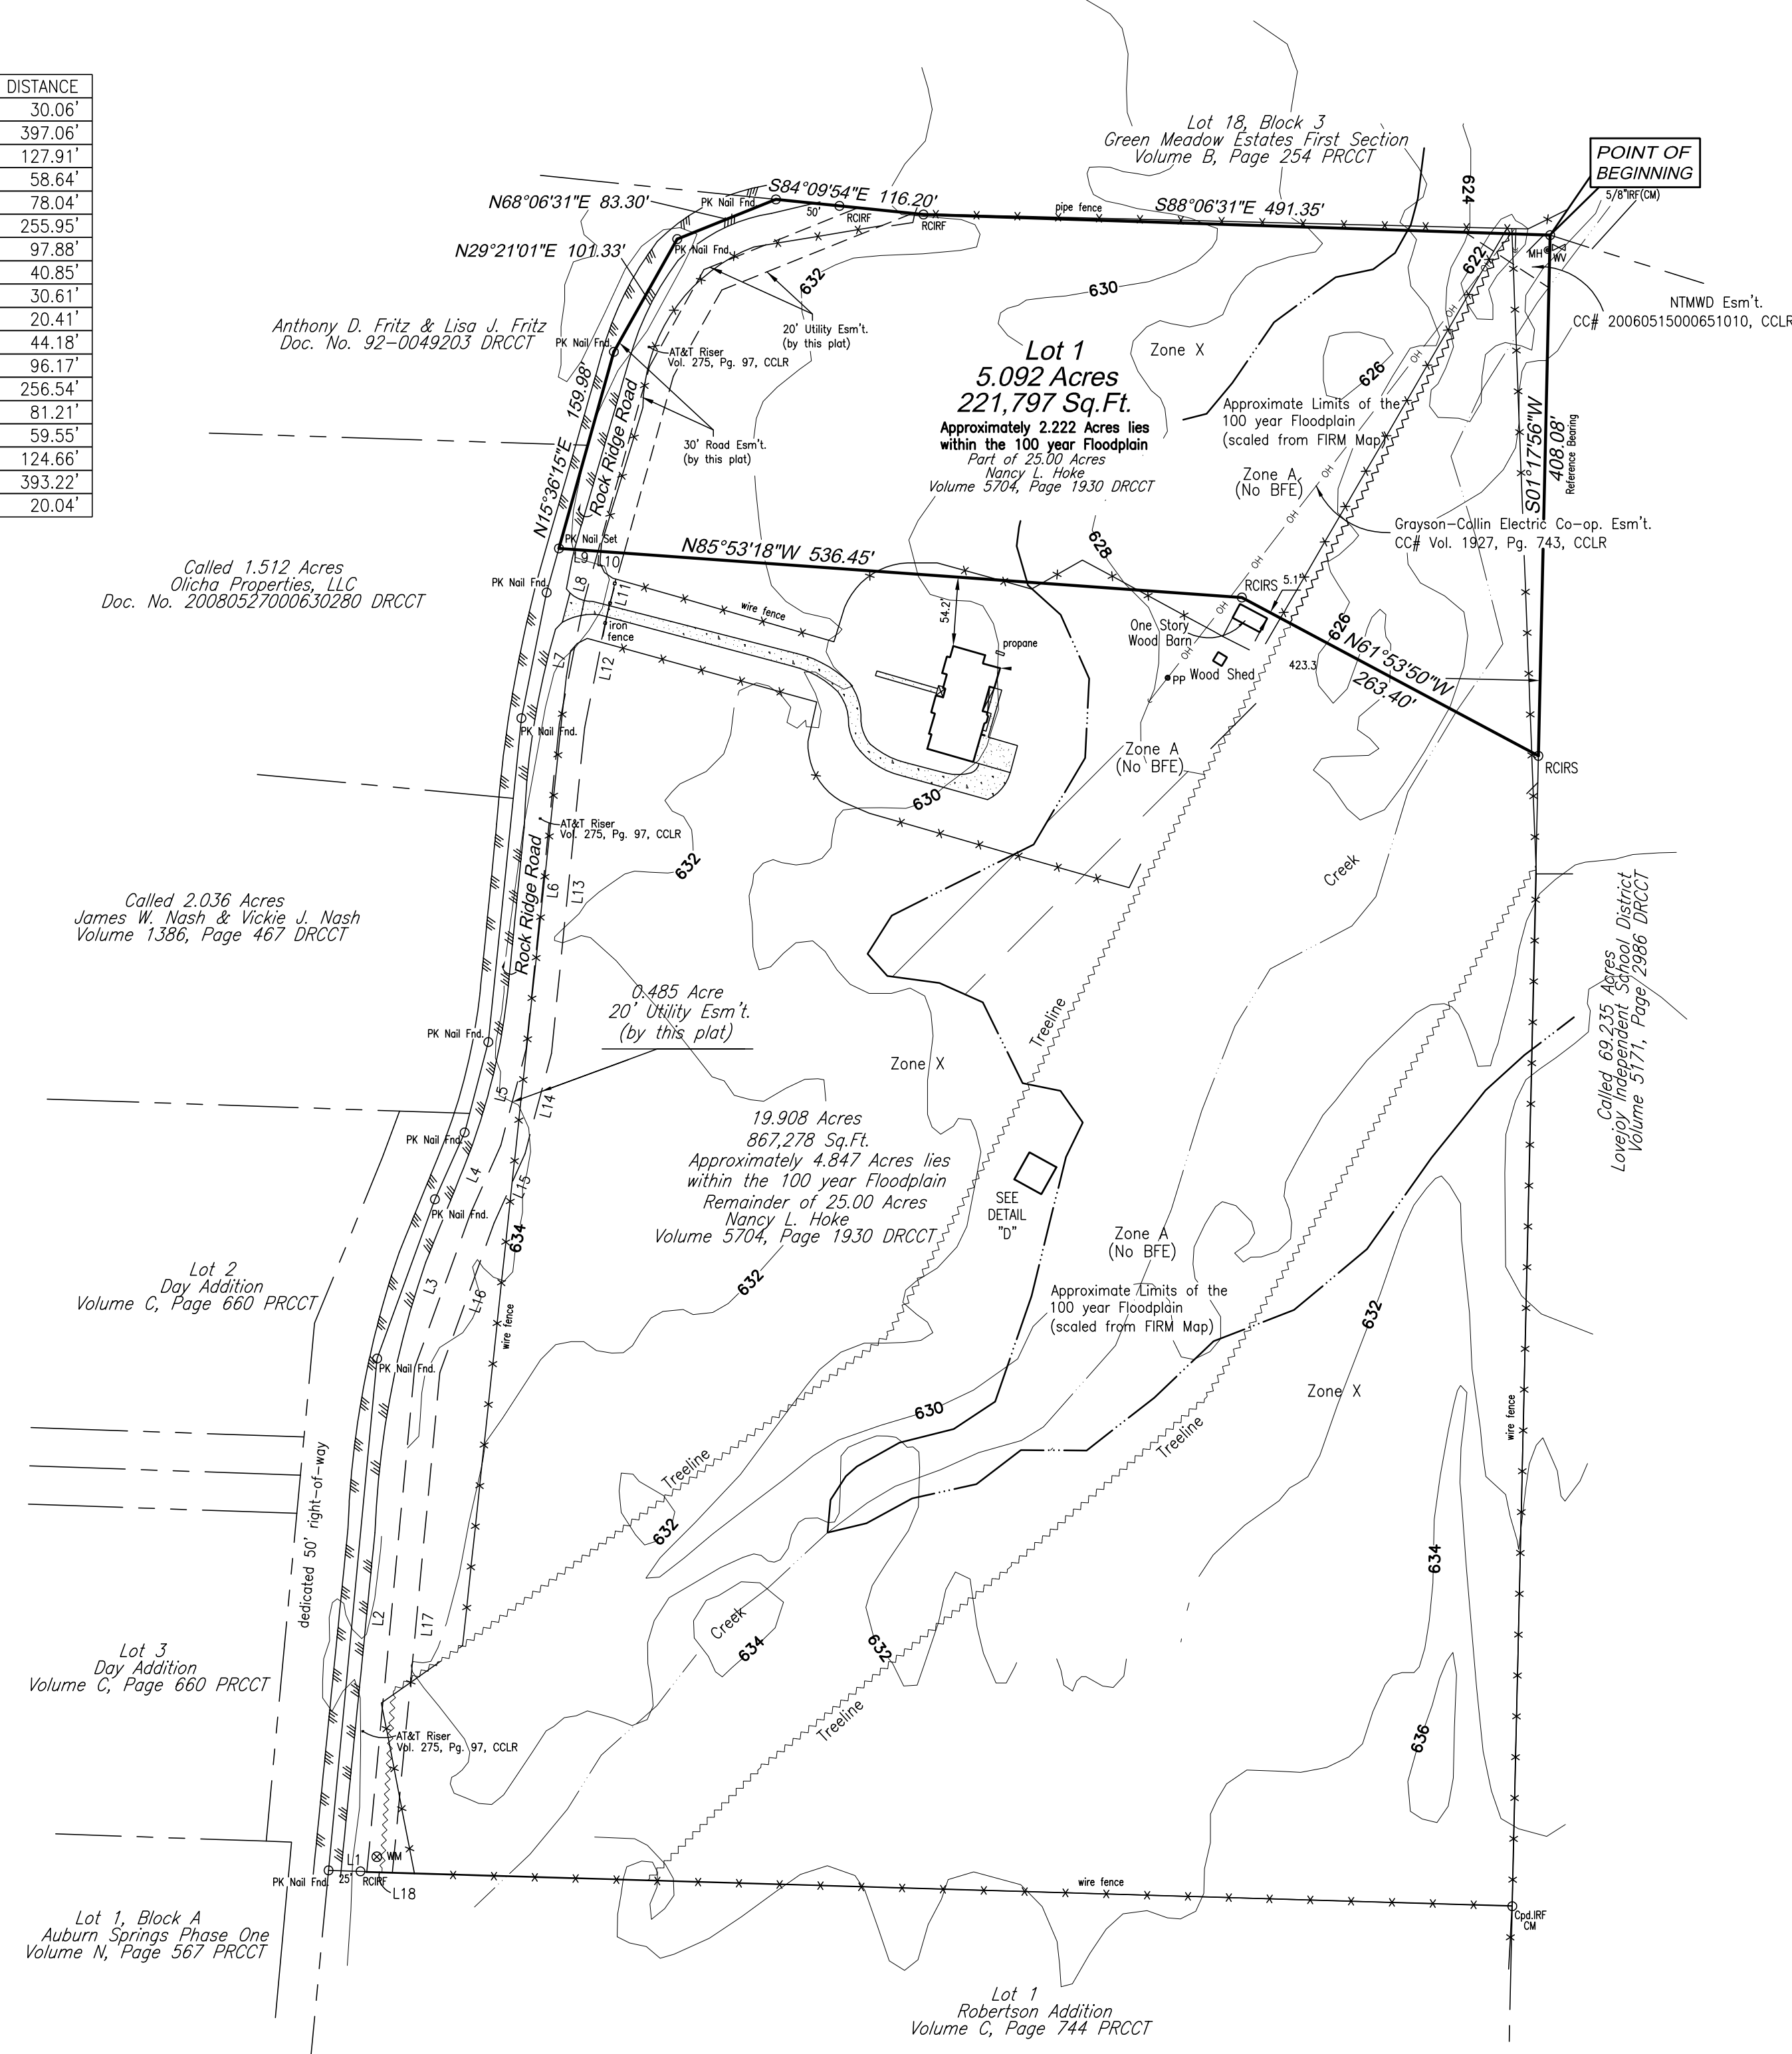 DISTANCE
30.06'
397.06'
127.91'
58.64'
78.04'
255.95'
97.88'
40.85'
30.61'
20.41'
44.18'
96.17'
256.54'
81.21'
59.55'
124.66'
393.22'
20.04'
Lot 18, Block 3
Green Meadow Estates First Section
Volume B, Page 254 PRCCT
POINT OF
BEGINNING
5/8"IRF(CM)
624
622
N68°06'31"E 83.30'
PK Nail Fnd.
S84°09'54"E 116.20'
50'
RCIRF
RCIRF
pipe fence
S88°06'31"E 491.35'
MH
WV
N29°21'01"E 101.33'
PK Nail Fnd.
632
630
NTMWD Esm't.
CC# 20060515000651010, CCLR
Anthony D. Fritz & Lisa J. Fritz
Doc. No. 92-0049203 DRCCT
PK Nail Fnd.
20' Utility Esm't.
(by this plat)
AT&T Riser
Vol. 275, Pg. 97, CCLR
Lot 1
5.092 Acres
221,797 Sq.Ft.
Approximately 2.222 Acres lies
within the 100 year Floodplain
Part of 25.00 Acres
Nancy L. Hoke
Volume 5704, Page 1930 DRCCT
Zone X
626
Approximate Limits of the
100 year Floodplain
(scaled from FIRM Map)
OH
OH
OH
OH
OH
OH
OH
OH
S01°17'56"W
408.08'
Reference Bearing
30' Road Esm't.
(by this plat)
N15°36'15"E 159.98'
Rock Ridge Road
Zone A
(No BFE)
Grayson-Collin Electric Co-op. Esm't.
CC# Vol. 1927, Pg. 743, CCLR
PK Nail Set
N85°53'18"W 536.45'
628
L9
L10
L8
L11
Called 1.512 Acres
Olicha Properties, LLC
Doc. No. 20080527000630280 DRCCT
PK Nail Fnd.
wire fence
iron
fence
54.2'
RCIRS
5.1'
One Story
Wood Barn
626
N61°53'50"W
263.40'
423.3
propane
PP
Wood Shed
L7
L12
PK Nail Fnd.
Zone A
(No BFE)
RCIRS
630
AT&T Riser
Vol. 275, Pg. 97, CCLR
632
Rock Ridge Road
L6
L13
Creek
Called 2.036 Acres
James W. Nash & Vickie J. Nash
Volume 1386, Page 467 DRCCT
Called 69.235 Acres
Lovejoy Independent School District
Volume 5171, Page 2986 DRCCT
0.485 Acre
20' Utility Esm't.
(by this plat)
PK Nail Fnd.
Treeline
Zone X
L5
L14
19.908 Acres
867,278 Sq.Ft.
Approximately 4.847 Acres lies
within the 100 year Floodplain
Remainder of 25.00 Acres
Nancy L. Hoke
Volume 5704, Page 1930 DRCCT
PK Nail Fnd.
L4
L15
PK Nail Fnd.
SEE
DETAIL
"D"
634
Zone A
(No BFE)
Lot 2
Day Addition
Volume C, Page 660 PRCCT
L3
L16
632
Approximate Limits of the
100 year Floodplain
(scaled from FIRM Map)
632
wire fence
PK Nail Fnd.
Zone X
630
wire fence
Treeline
Treeline
632
dedicated 50' right-of-way
634
L2
L17
Creek
634
632
Lot 3
Day Addition
Volume C, Page 660 PRCCT
Treeline
636
AT&T Riser
Vol. 275, Pg. 97, CCLR
WM
L1
25'
PK Nail Fnd.
RCIRF
L18
wire fence
Cpd.IRF
CM
Lot 1, Block A
Auburn Springs Phase One
Volume N, Page 567 PRCCT
Lot 1
Robertson Addition
Volume C, Page 744 PRCCT